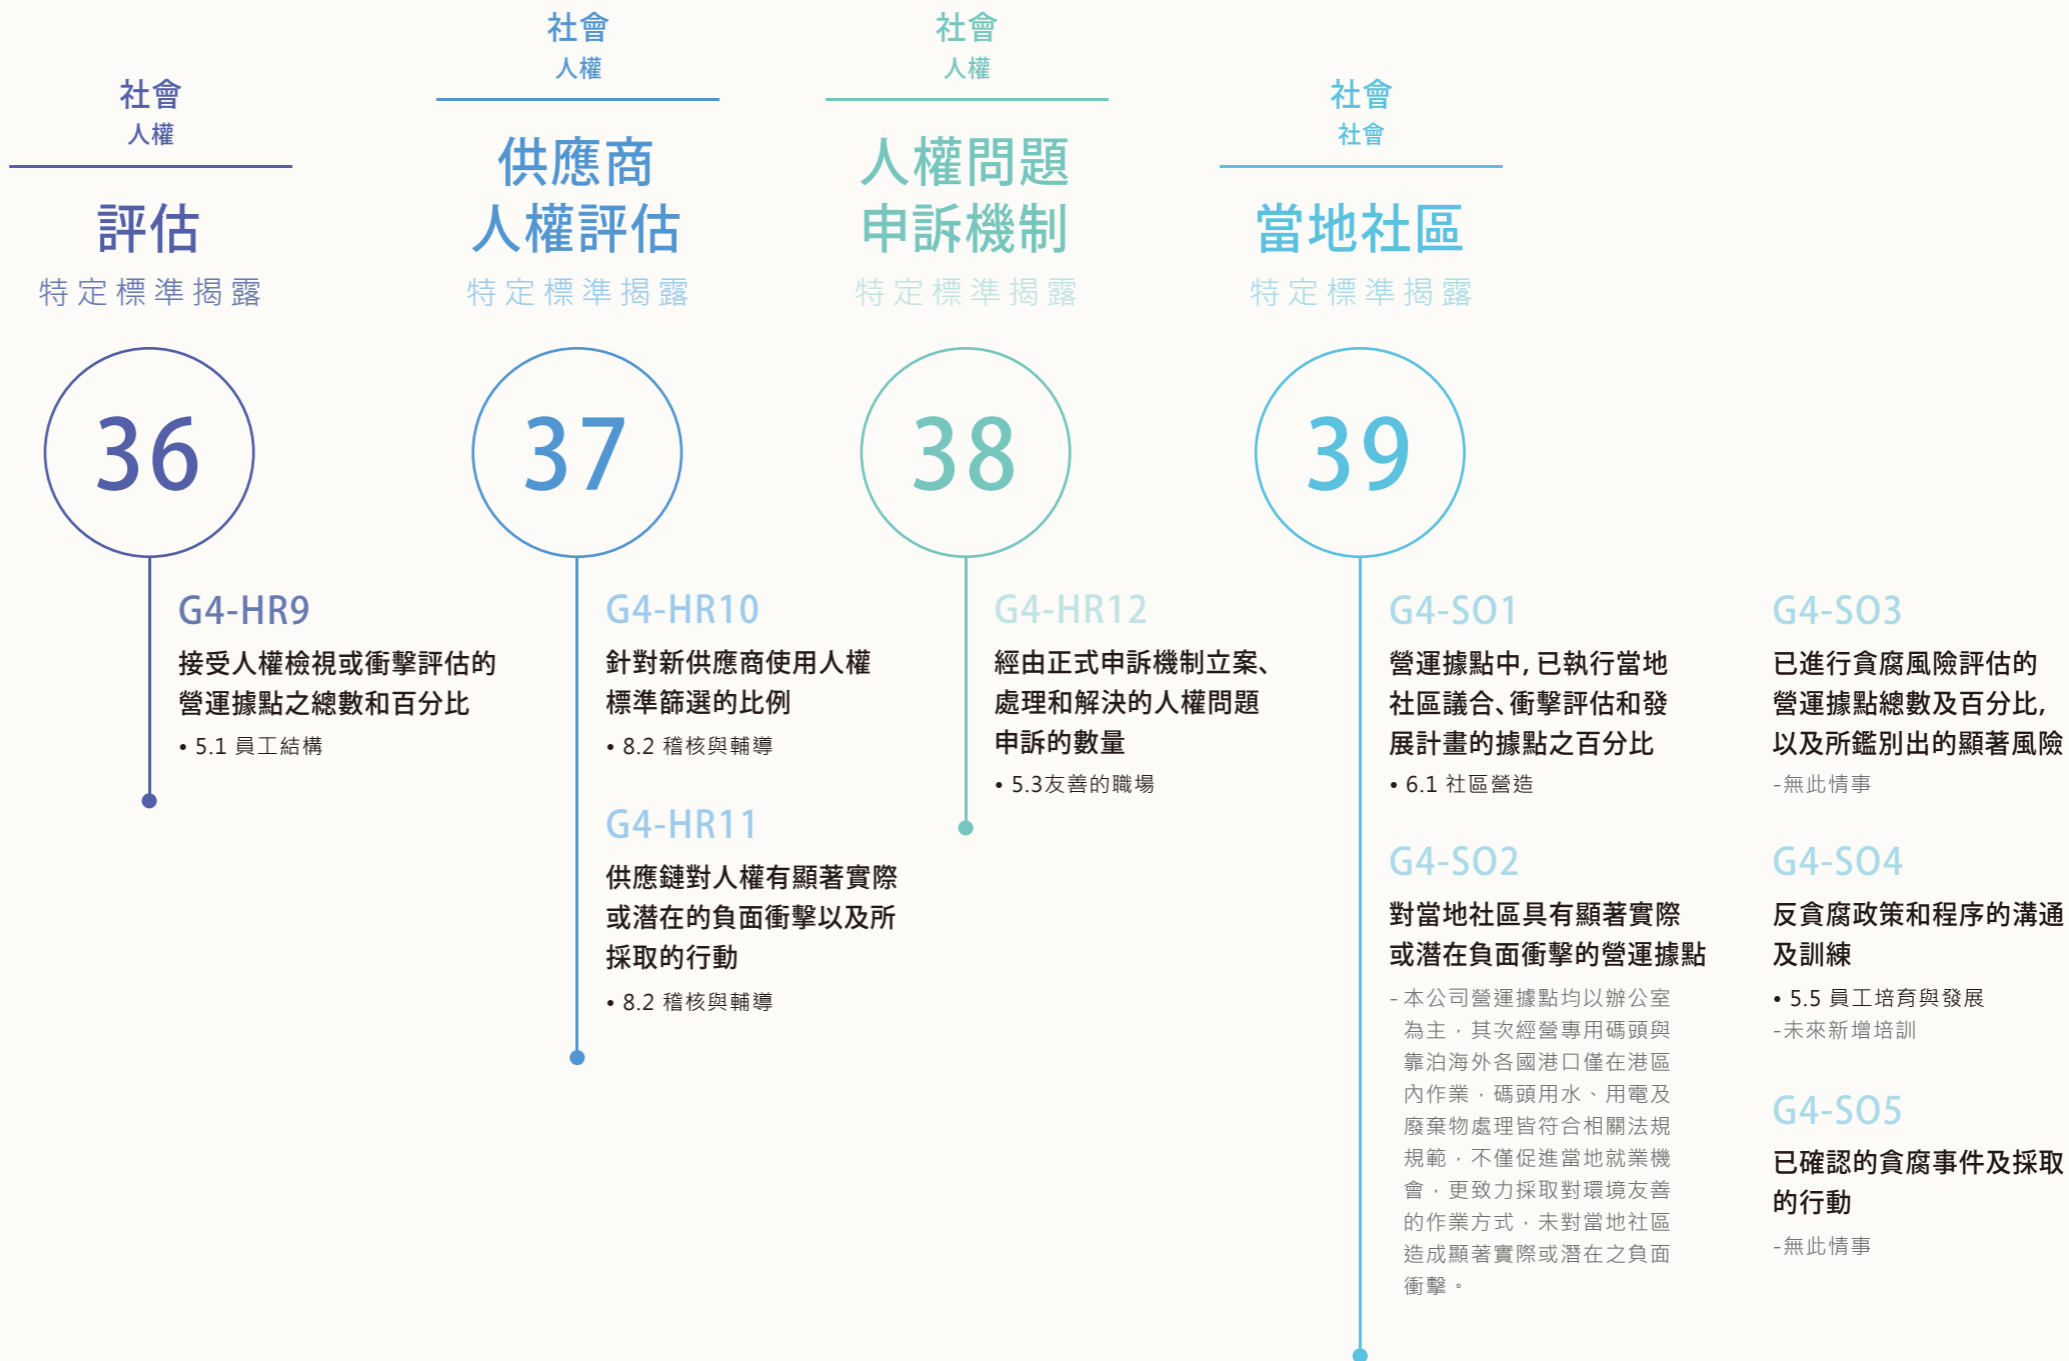 社會
人權
評估
特定標準揭露
36
G4-HR9
接受人權檢視或衝擊評估的
營運據點之總數和百分比
• 5.1 員工結構
社會
人權
供應商
人權評估
特定標準揭露
37
G4-HR10
針對新供應商使用人權
標準篩選的比例
• 8.2 稽核與輔導
G4-HR11
供應鏈對人權有顯著實際
或潛在的負面衝擊以及所
採取的行動
• 8.2 稽核與輔導
社會
人權
人權問題
申訴機制
特定標準揭露
38
G4-HR12
經由正式申訴機制立案、
處理和解決的人權問題
申訴的數量
• 5.3友善的職場
社會
社會
當地社區
特定標準揭露
39
G4-SO1
營運據點中, 已執行當地
社區議合、衝擊評估和發
展計畫的據點之百分比
• 6.1 社區營造
G4-SO2
對當地社區具有顯著實際
或潛在負面衝擊的營運據點
- 本公司營運據點均以辦公室
為主，其次經營專用碼頭與
靠泊海外各國港口僅在港區
內作業，碼頭用水、用電及
廢棄物處理皆符合相關法規
規範，不僅促進當地就業機
會，更致力採取對環境友善
的作業方式，未對當地社區
造成顯著實際或潛在之負面
衝擊。
G4-SO3
已進行貪腐風險評估的
營運據點總數及百分比,
以及所鑑別出的顯著風險
-無此情事
G4-SO4
反貪腐政策和程序的溝通
及訓練
• 5.5 員工培育與發展
-未來新增培訓
G4-SO5
已確認的貪腐事件及採取
的行動
-無此情事